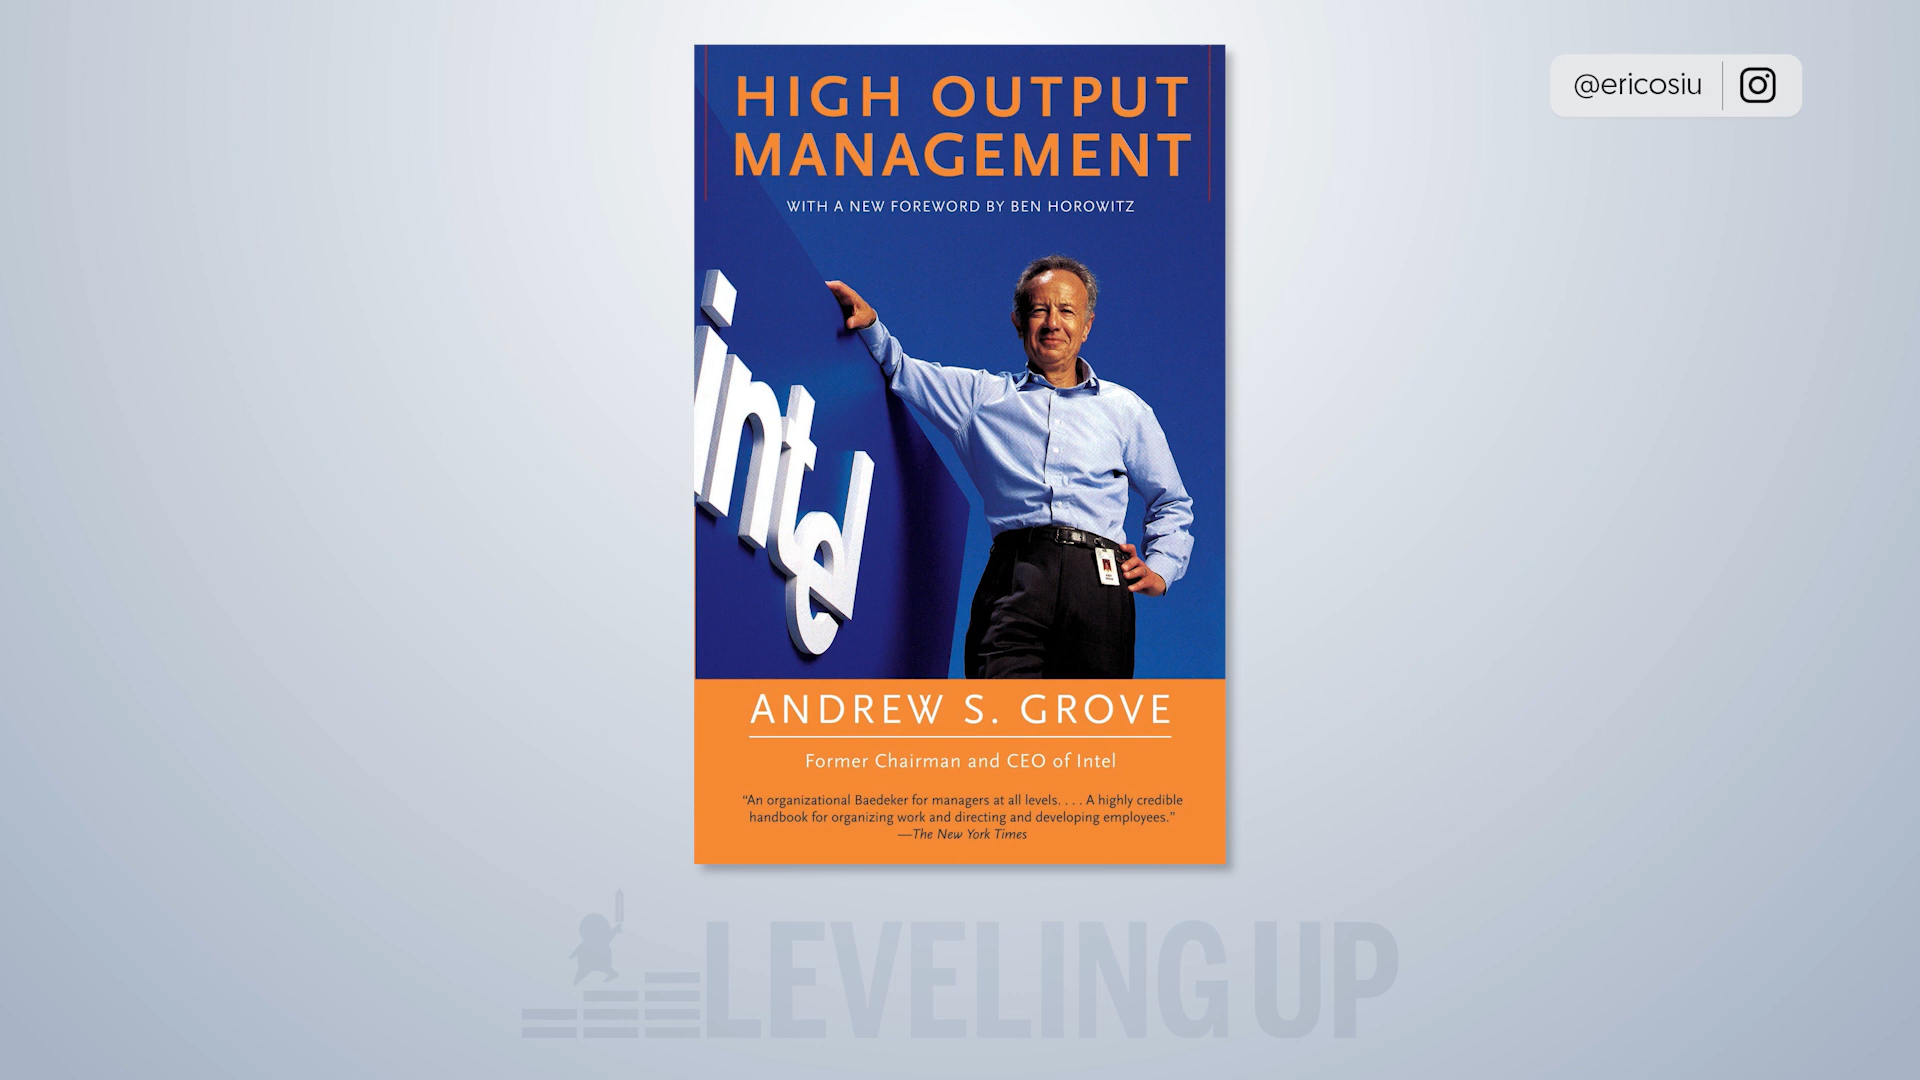 @ericosiu
HIGH OUTPUT
MANAGEMENT
WITH A NEW FOREWORD BY BEN HOROWITZ
intel
ANDREW S. GROVE
Former Chairman and CEO of Intel
“An organizational Baedeker for managers at all levels. . . . A highly credible
handbook for organizing work and directing and developing employees.”
—The New York Times
LEVELING UP